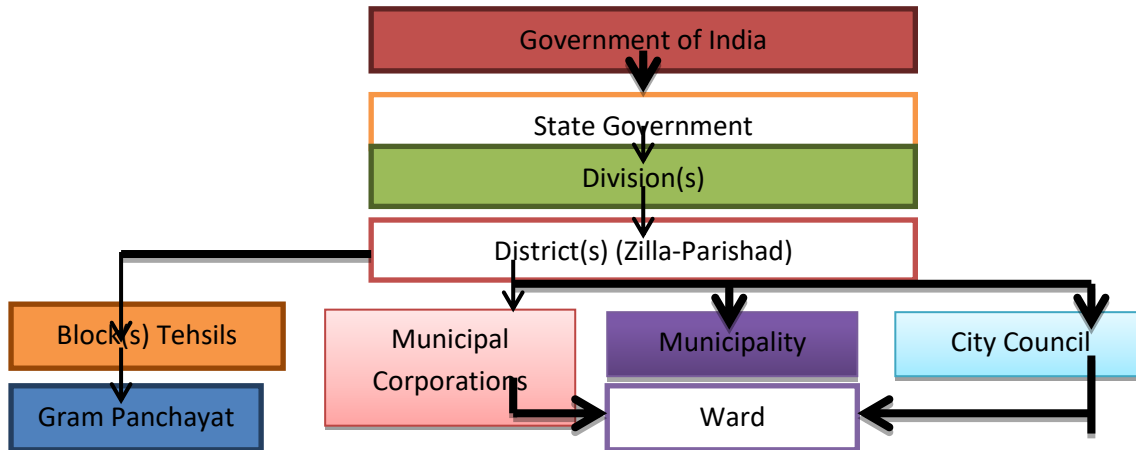 Government of India
State Government
Division(s)
District(s) (Zilla-Parishad)
Block(s) Tehsils
Municipal
Corporations
Municipality
City Council
Gram Panchayat
Ward